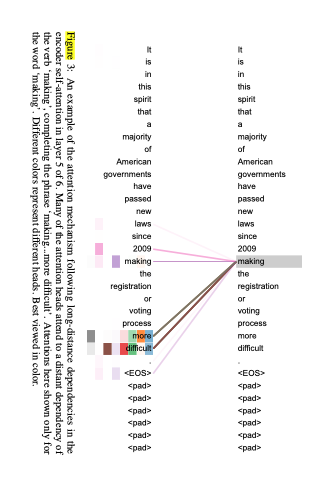 Figure 3: An example of the attention mechanism following long-distance dependencies in the
encoder self-attention in layer 5 of 6. Many of the attention heads attend to a distant dependency of
the verb 'making', completing the phrase 'making...more difficult'. Attentions here shown only for
the word 'making'. Different colors represent different heads. Best viewed in color.
It
is
in
this
spirit
that
a
majority
of
American
governments
have
passed
new
laws
since
2009
making
the
registration
or
voting
process
more
difficult
.
<EOS>
<pad>
<pad>
<pad>
<pad>
<pad>
<pad>
It
is
in
this
spirit
that
a
majority
of
American
governments
have
passed
new
laws
since
2009
making
the
registration
or
voting
process
more
difficult
.
<EOS>
<pad>
<pad>
<pad>
<pad>
<pad>
<pad>